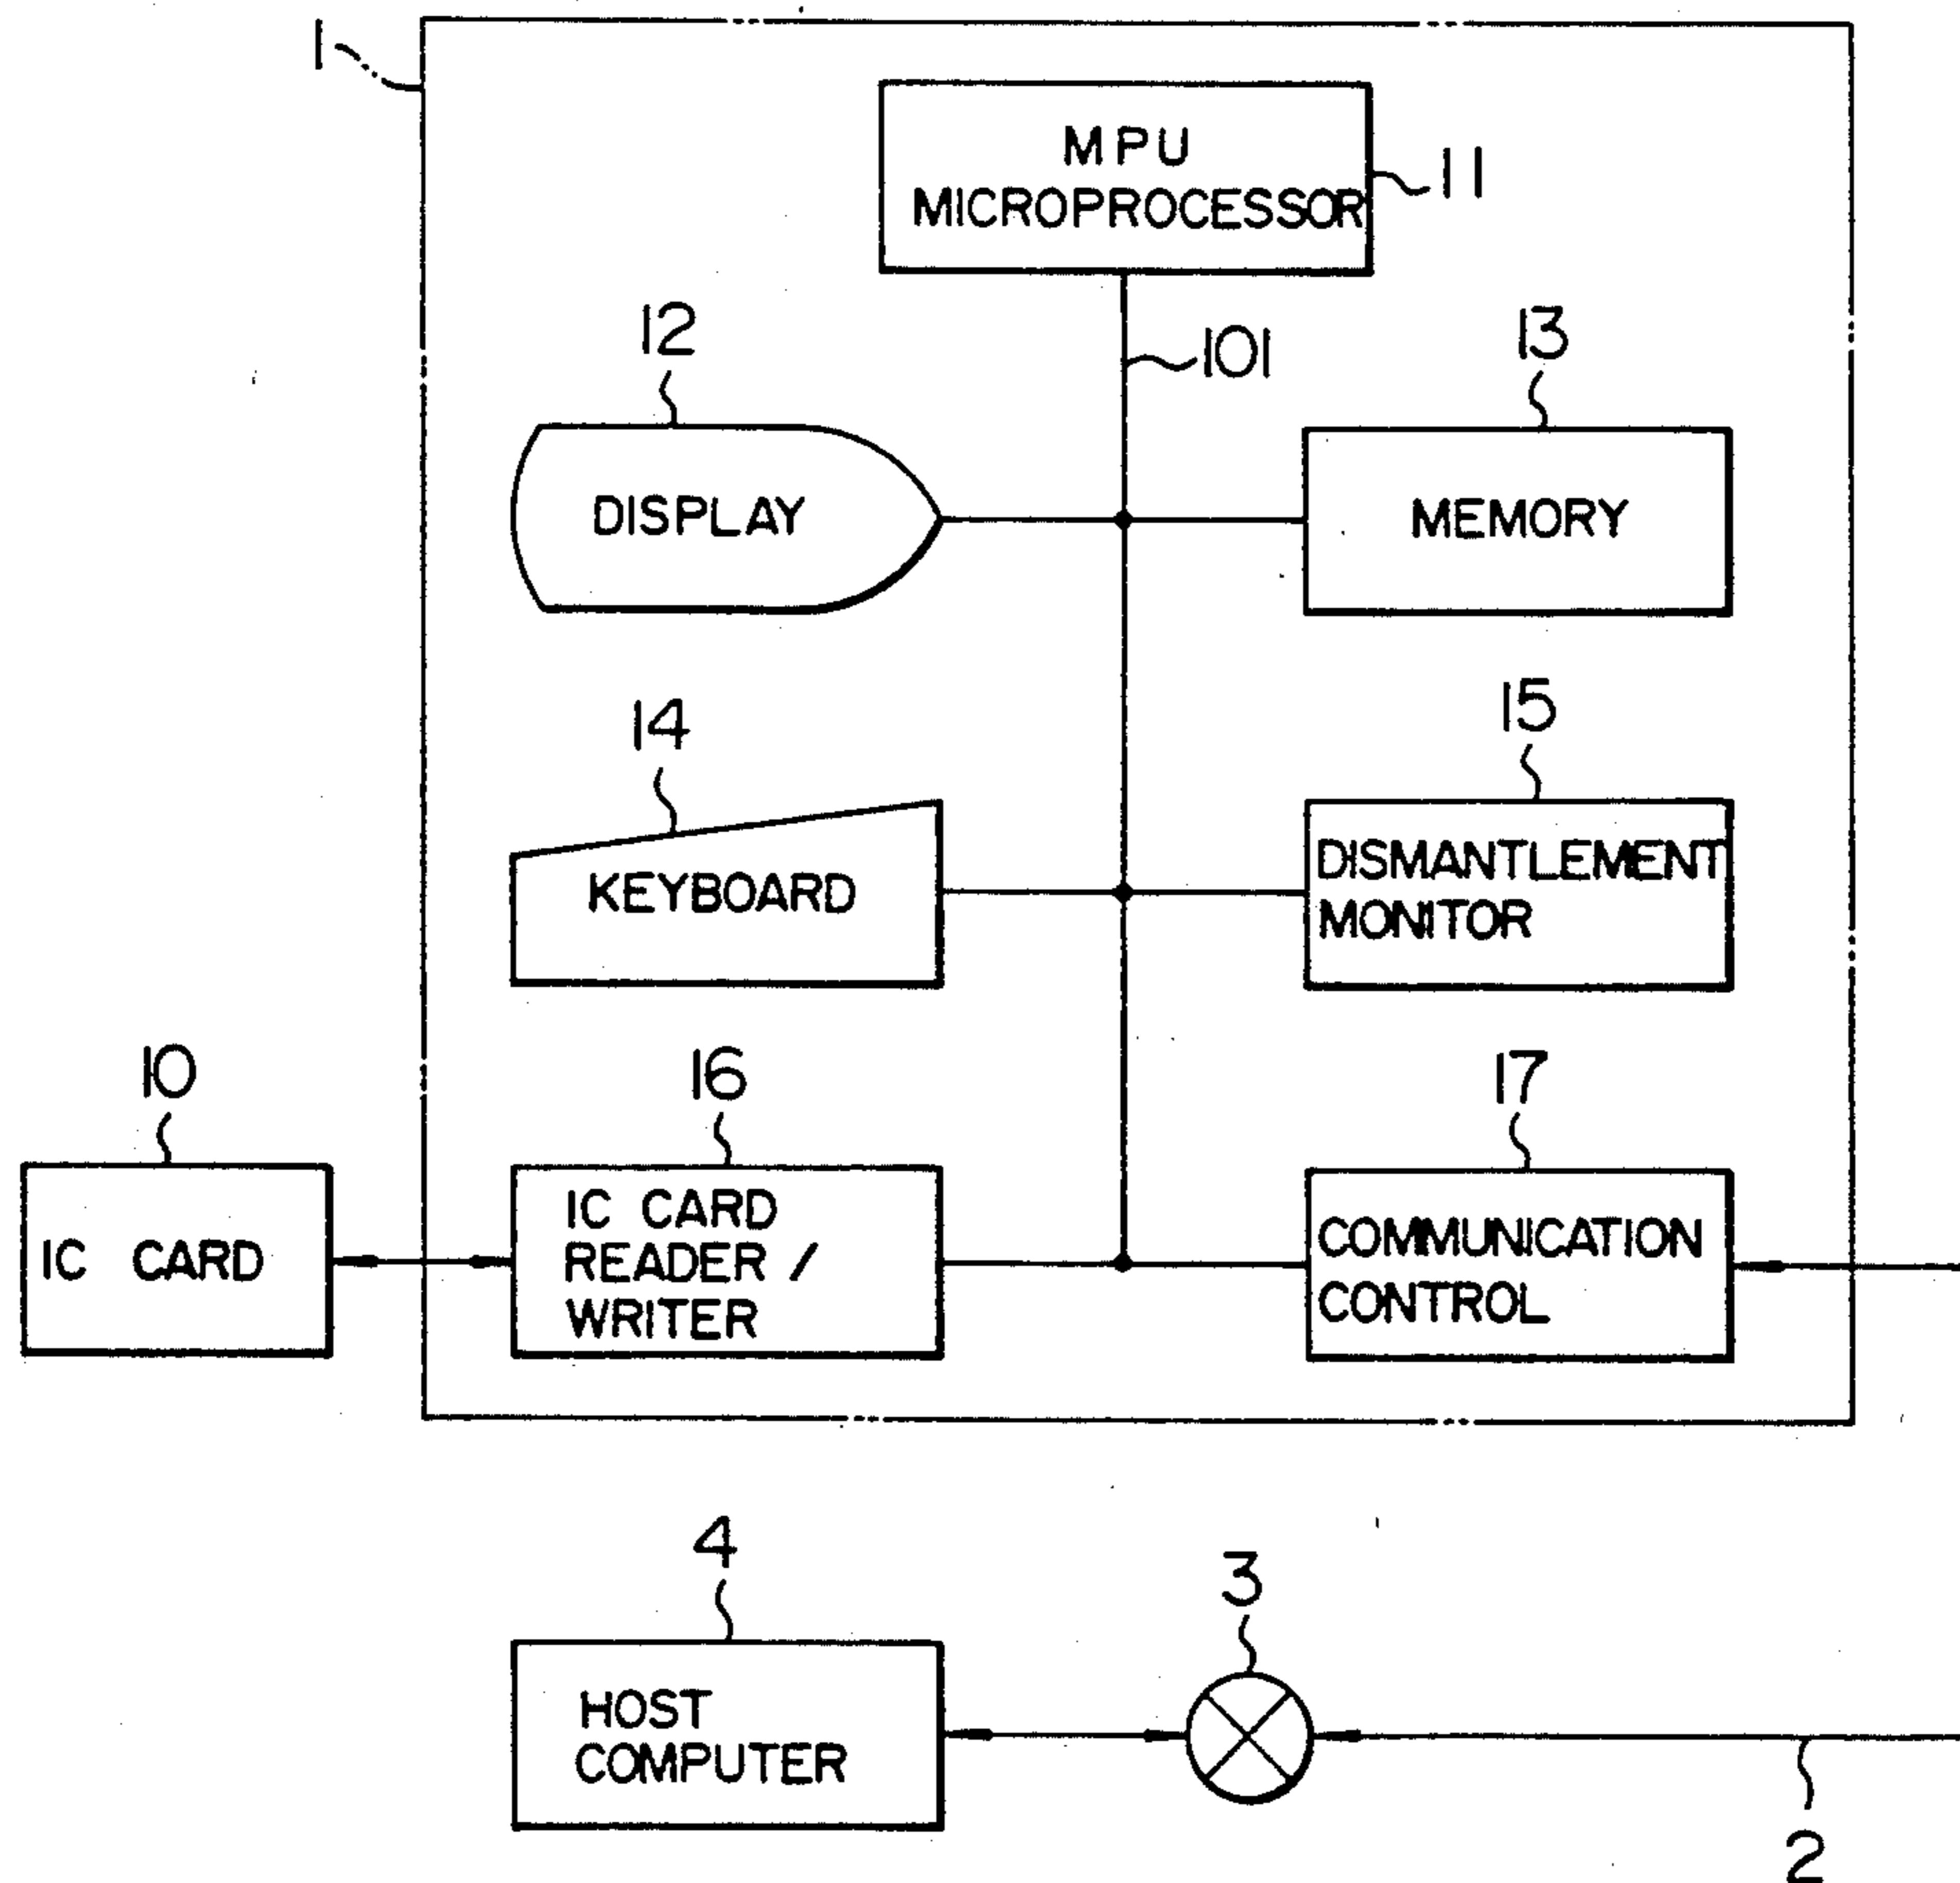 1
MPU
MICROPROCESSOR
11
12
101
13
DISPLAY
MEMORY
14
15
KEYBOARD
DISMANTLEMENT
MONITOR
10
16
17
IC CARD
IC CARD
READER /
WRITER
COMMUNICATION
CONTROL
4
3
HOST
COMPUTER
2